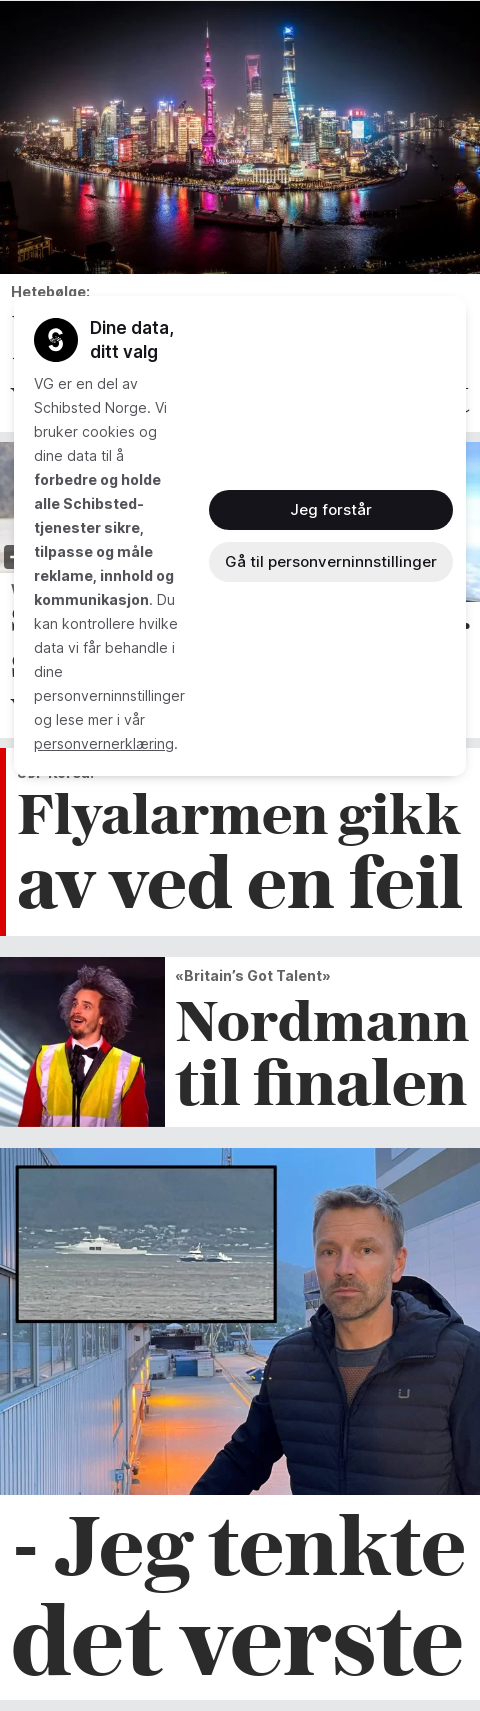 Hetebølge:
Dine data,
ditt valg
VG er en del av
Schibsted Norge. Vi
bruker cookies og
dine data til å
forbedre og holde
alle Schibsted-
tjenester sikre,
tilpasse og måle
reklame, innhold og
kommunikasjon. Du
kan kontrollere hvilke
data vi får behandle i
dine
personverninnstillinger
og lese mer i vår
personvernerklæring.
Jeg forstår
Gå til personverninnstillinger
Flyalarmen gikk
av ved en feil
«Britain’s Got Talent»
Nordmann
til finalen
- Jeg tenkte
det verste